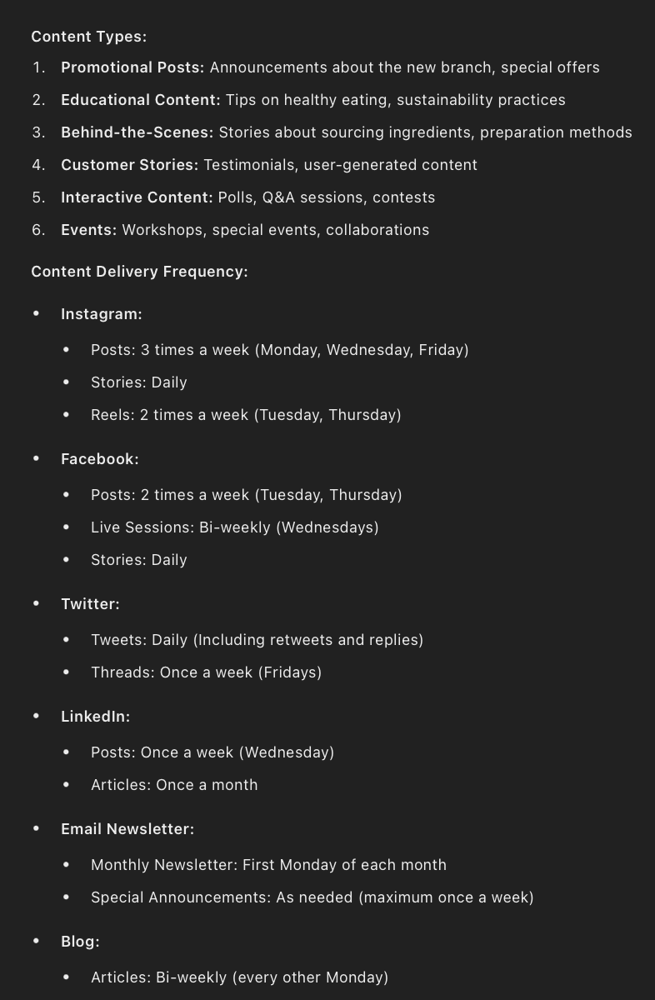 Content Types:
1. Promotional Posts: Announcements about the new branch, special offers
2. Educational Content: Tips on healthy eating, sustainability practices
3. Behind-the-Scenes: Stories about sourcing ingredients, preparation methods
4. Customer Stories: Testimonials, user-generated content
5. Interactive Content: Polls, Q&A sessions, contests
6. Events: Workshops, special events, collaborations
Content Delivery Frequency:
• Instagram:
• Posts: 3 times a week (Monday, Wednesday, Friday)
• Stories: Daily
• Reels: 2 times a week (Tuesday, Thursday)
• Facebook:
• Posts: 2 times a week (Tuesday, Thursday)
• Live Sessions: Bi-weekly (Wednesdays)
• Stories: Daily
• Twitter:
• Tweets: Daily (Including retweets and replies)
• Threads: Once a week (Fridays)
• LinkedIn:
• Posts: Once a week (Wednesday)
• Articles: Once a month
• Email Newsletter:
• Monthly Newsletter: First Monday of each month
• Special Announcements: As needed (maximum once a week)
• Blog:
• Articles: Bi-weekly (every other Monday)